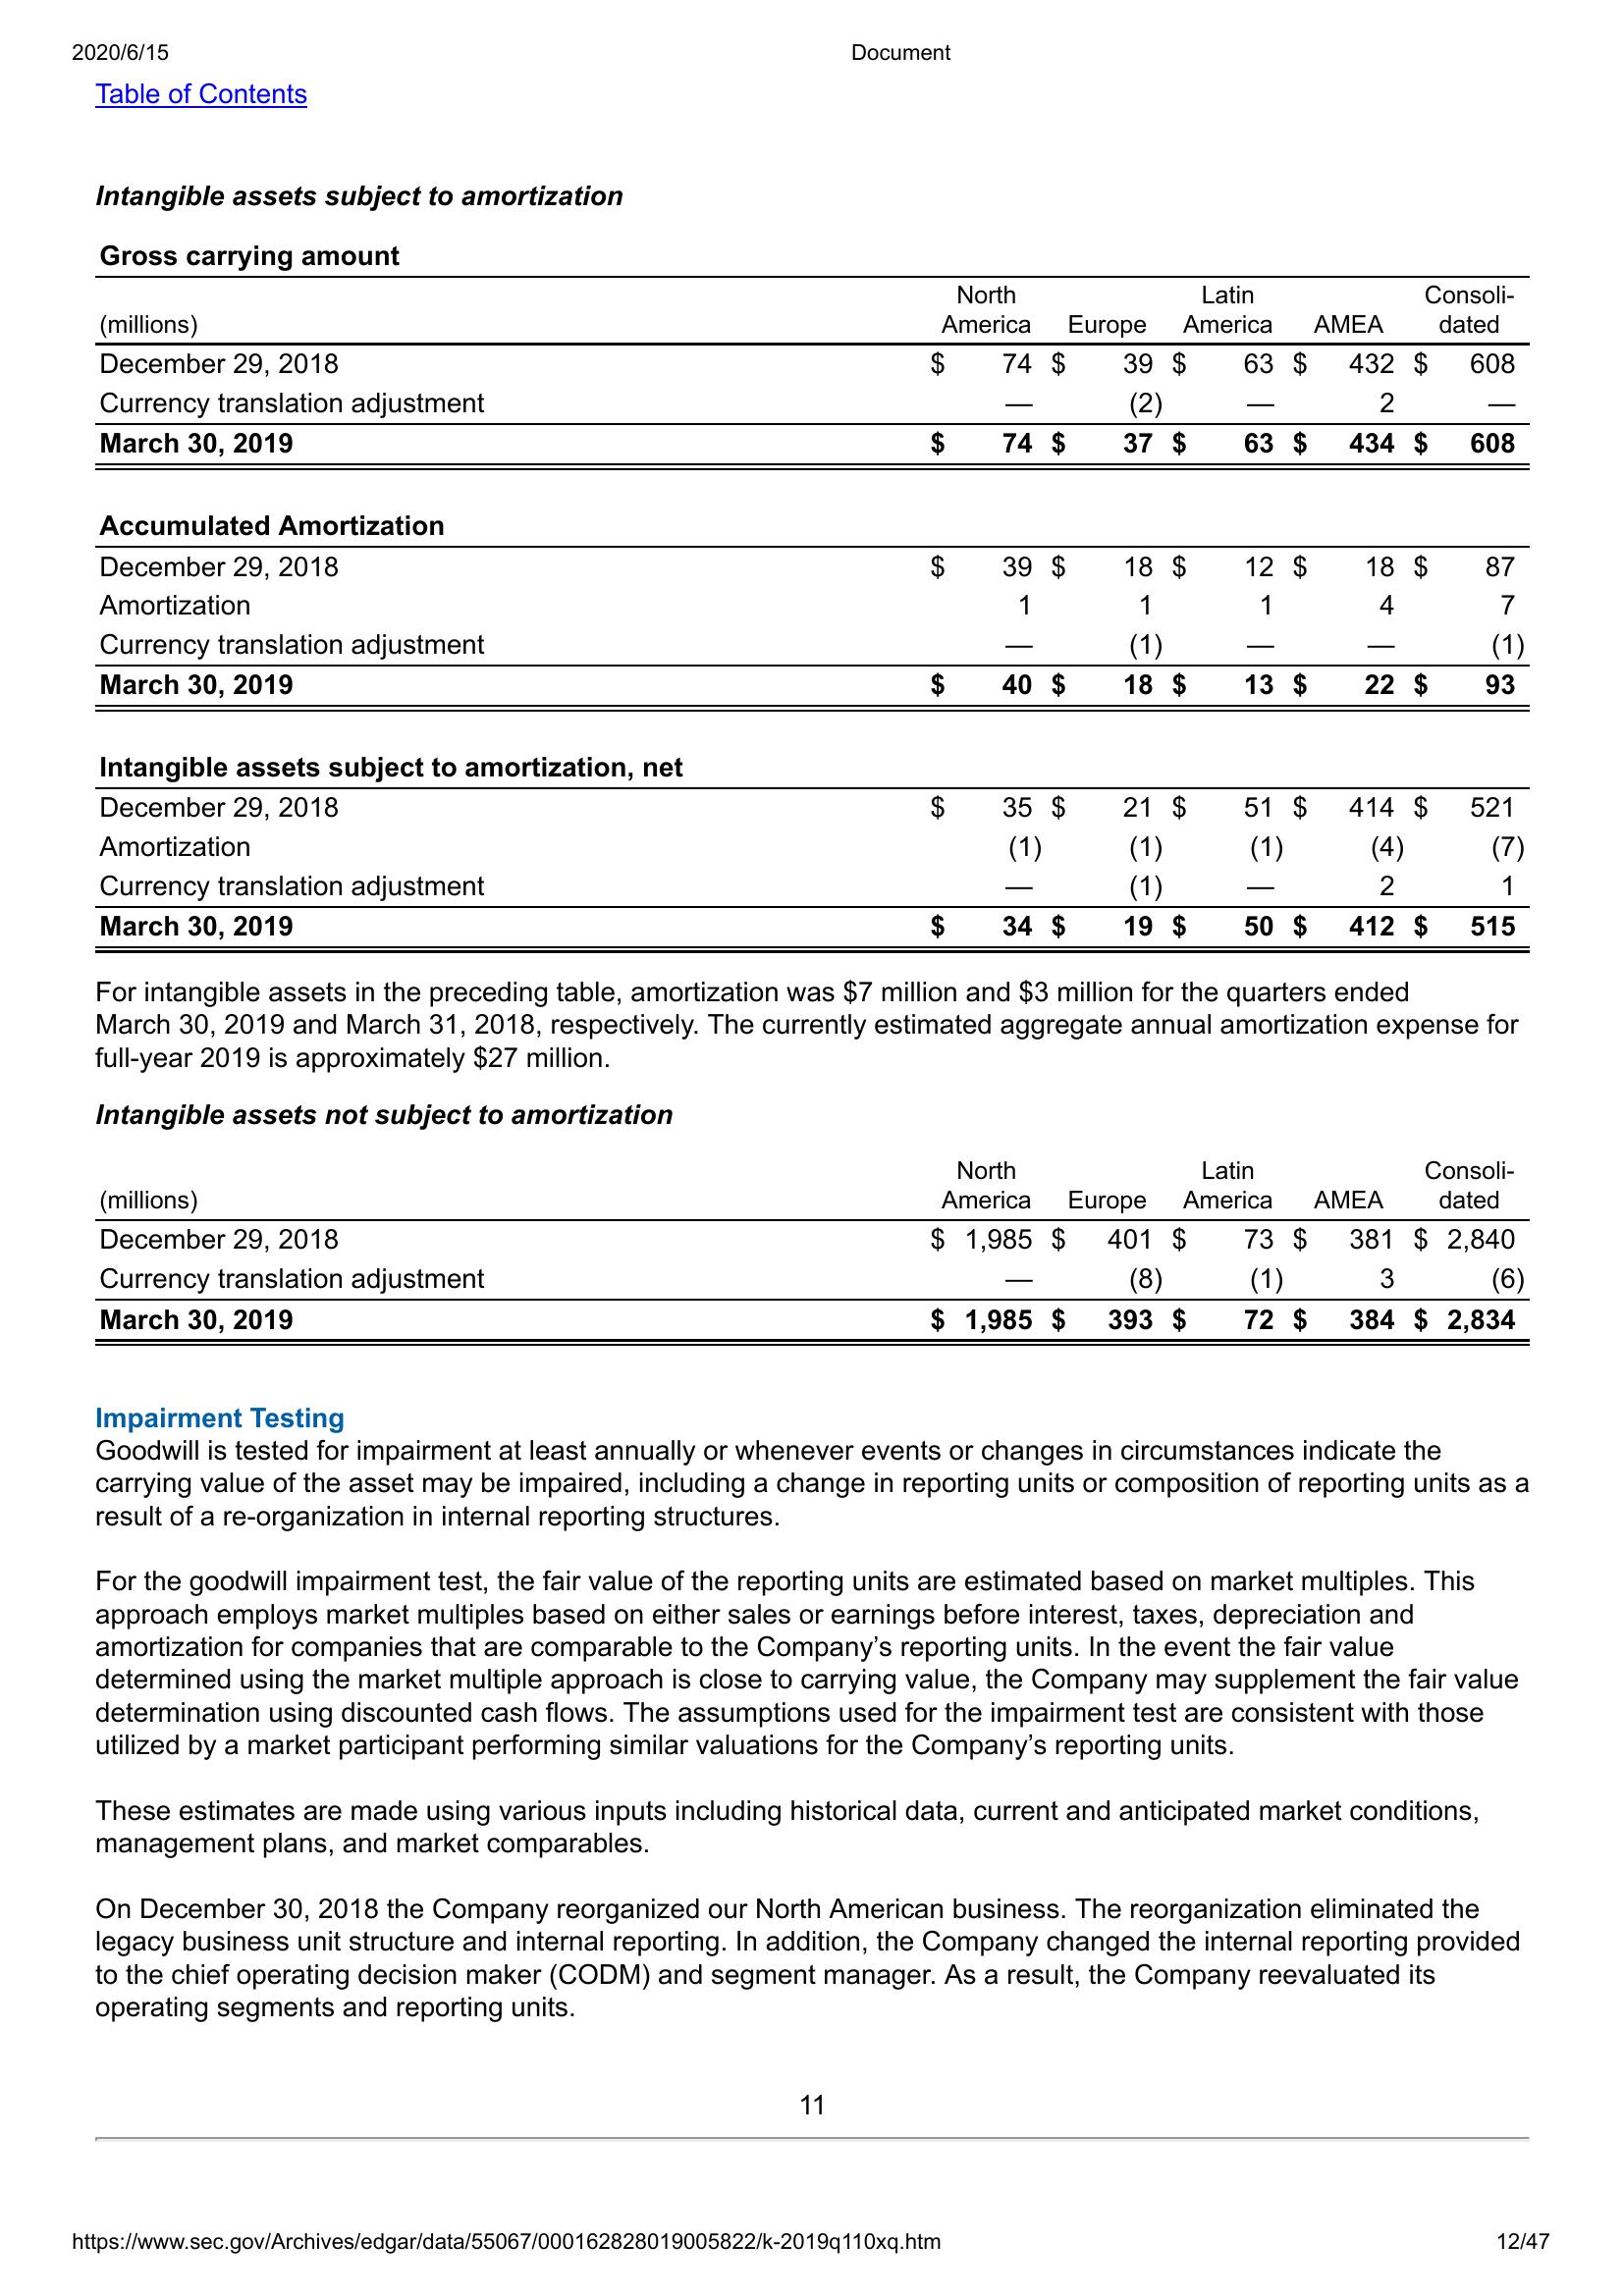 2020/6/15 Document
Table of Contents
Intangible assets subject to amortization
Gross carrying amount
North Latin Consoli-
(millions) America Europe America AMEA dated
December 29, 2018 $ 74 $ 39 $ 63 $ 432 $ 608
Currency translation adjustment — (2) — 2 —
March 30, 2019 $ 74 $ 37 $ 63 $ 434 $ 608
Accumulated Amortization
December 29, 2018 $ 39 $ 18 $ 12 $ 18 $ 87
Amortization 1 1 1 4 7
Currency translation adjustment — (1) — — (1)
March 30, 2019 $ 40 $ 18 $ 13 $ 22 $ 93
Intangible assets subject to amortization, net
December 29, 2018 $ 35 $ 21 $ 51 $ 414 $ 521
Amortization (1) (1) (1) (4) (7)
Currency translation adjustment — (1) — 2 1
March 30, 2019 $ 34 $ 19 $ 50 $ 412 $ 515
For intangible assets in the preceding table, amortization was $7 million and $3 million for the quarters ended
March 30, 2019 and March 31, 2018, respectively. The currently estimated aggregate annual amortization expense for
full-year 2019 is approximately $27 million.
Intangible assets not subject to amortization
North Latin Consoli-
(millions) America Europe America AMEA dated
December 29, 2018 $ 1,985 $ 401 $ 73 $ 381 $ 2,840
Currency translation adjustment — (8) (1) 3 (6)
March 30, 2019 $ 1,985 $ 393 $ 72 $ 384 $ 2,834
Impairment Testing
Goodwill is tested for impairment at least annually or whenever events or changes in circumstances indicate the
carrying value of the asset may be impaired, including a change in reporting units or composition of reporting units as a
result of a re-organization in internal reporting structures.
For the goodwill impairment test, the fair value of the reporting units are estimated based on market multiples. This
approach employs market multiples based on either sales or earnings before interest, taxes, depreciation and
amortization for companies that are comparable to the Company’s reporting units. In the event the fair value
determined using the market multiple approach is close to carrying value, the Company may supplement the fair value
determination using discounted cash flows. The assumptions used for the impairment test are consistent with those
utilized by a market participant performing similar valuations for the Company’s reporting units.
These estimates are made using various inputs including historical data, current and anticipated market conditions,
management plans, and market comparables.
On December 30, 2018 the Company reorganized our North American business. The reorganization eliminated the
legacy business unit structure and internal reporting. In addition, the Company changed the internal reporting provided
to the chief operating decision maker (CODM) and segment manager. As a result, the Company reevaluated its
operating segments and reporting units.
11
https://www.sec.gov/Archives/edgar/data/55067/000162828019005822/k-2019q110xq.htm 12/47